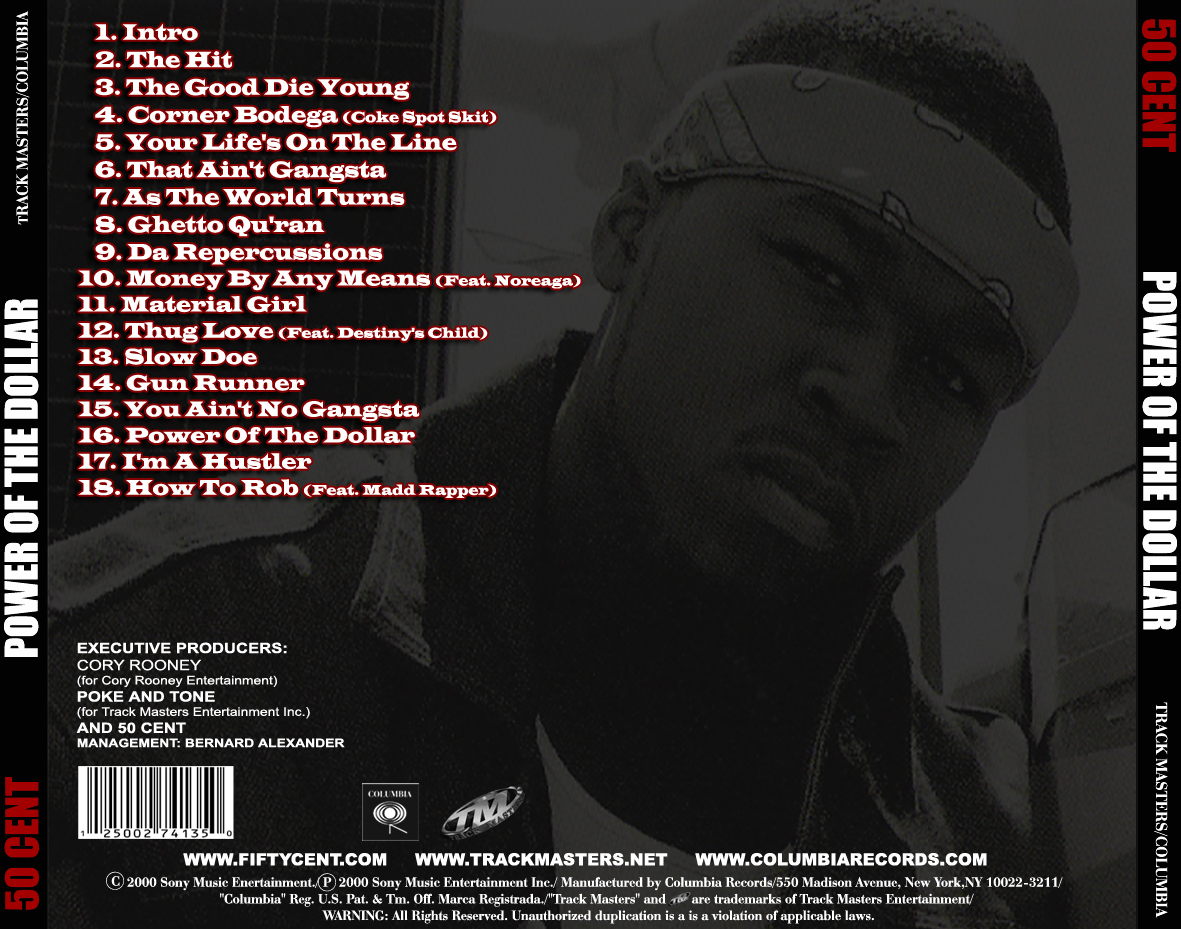 TRACK MASTERS/COLUMBIA
POWER OF THE DOLLAR
50 CENT
1. Intro
2. The Hit
3. The Good Die Young
4. Corner Bodega (Coke Spot Skit)
5. Your Life's On The Line
6. That Ain't Gangsta
7. As The World Turns
8. Ghetto Qu'ran
9. Da Repercussions
10. Money By Any Means (Feat. Noreaga)
11. Material Girl
12. Thug Love (Feat. Destiny's Child)
13. Slow Doe
14. Gun Runner
15. You Ain't No Gangsta
16. Power Of The Dollar
17. I'm A Hustler
18. How To Rob (Feat. Madd Rapper)
EXECUTIVE PRODUCERS:
CORY ROONEY
(for Cory Rooney Entertainment)
POKE AND TONE
(for Track Masters Entertainment Inc.)
AND 50 CENT
MANAGEMENT: BERNARD ALEXANDER
1 25002 74135 0
COLUMBIA
TM
WWW.FIFTYCENT.COM WWW.TRACKMASTERS.NET WWW.COLUMBIARECORDS.COM
Ⓒ 2000 Sony Music Enertainment./Ⓟ 2000 Sony Music Entertainment Inc./ Manufactured by Columbia Records/550 Madison Avenue, New York,NY 10022-3211/
"Columbia" Reg. U.S. Pat. & Tm. Off. Marca Registrada./"Track Masters" and TM are trademarks of Track Masters Entertainment/
WARNING: All Rights Reserved. Unauthorized duplication is a is a violation of applicable laws.
50 CENT
POWER OF THE DOLLAR
TRACK MASTERS/COLUMBIA